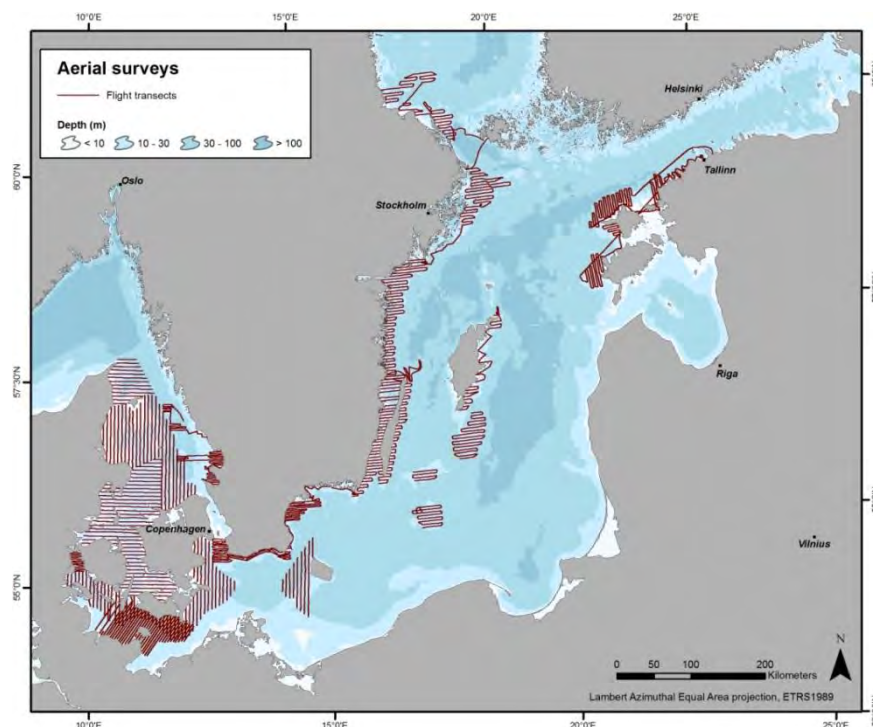 10°0'E 15°0'E 20°0'E 25°0'E
Aerial surveys
Flight transects
Depth (m)
< 10 10 - 30 30 - 100 > 100
Helsinki
Oslo
Tallinn
60°0'N
Stockholm
57°30'N
57°30'N
Riga
Copenhagen
Vilnius
55°0'N
N
0 50 100 200
Kilometers
Lambert Azimuthal Equal Area projection, ETRS1989
10°0'E 15°0'E 20°0'E 25°0'E